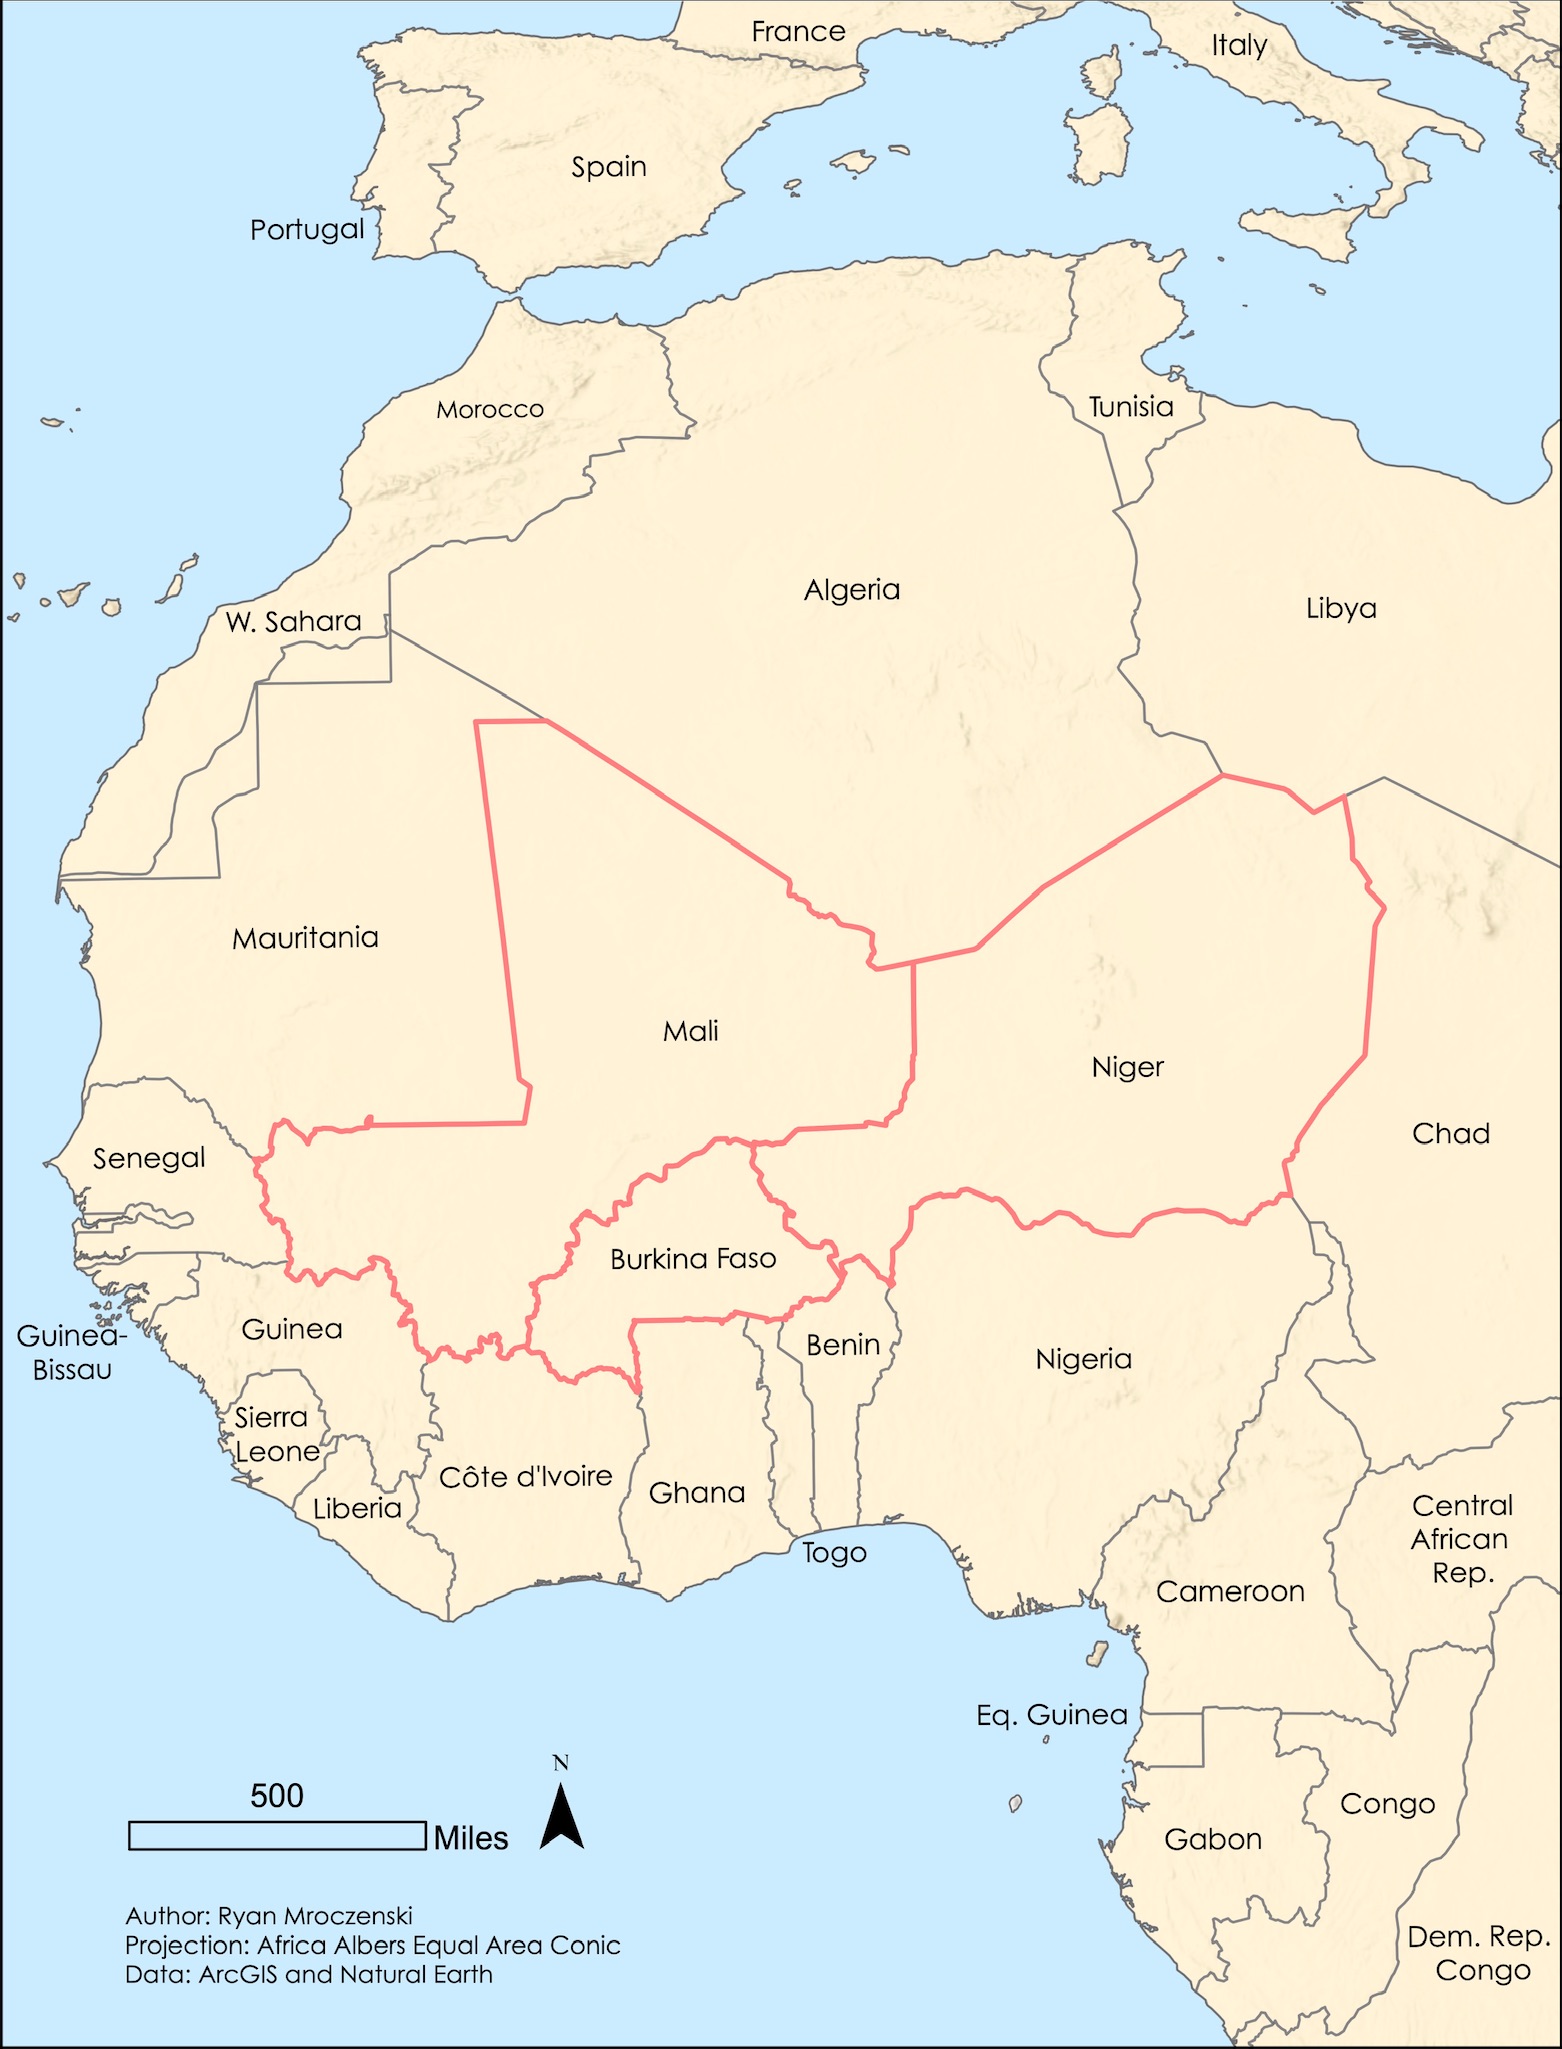 France
Italy
Spain
Portugal
Morocco
Tunisia
Algeria
Libya
W. Sahara
Mauritania
Mali
Niger
Chad
Senegal
Burkina Faso
Guinea
Guinea-
Bissau
Benin
Nigeria
Sierra
Leone
Côte d'Ivoire
Ghana
Liberia
Togo
Central
African
Rep.
Cameroon
Eq. Guinea
Congo
Gabon
Dem. Rep.
Congo
N
500
Miles
Author: Ryan Mroczenski
Projection: Africa Albers Equal Area Conic
Data: ArcGIS and Natural Earth